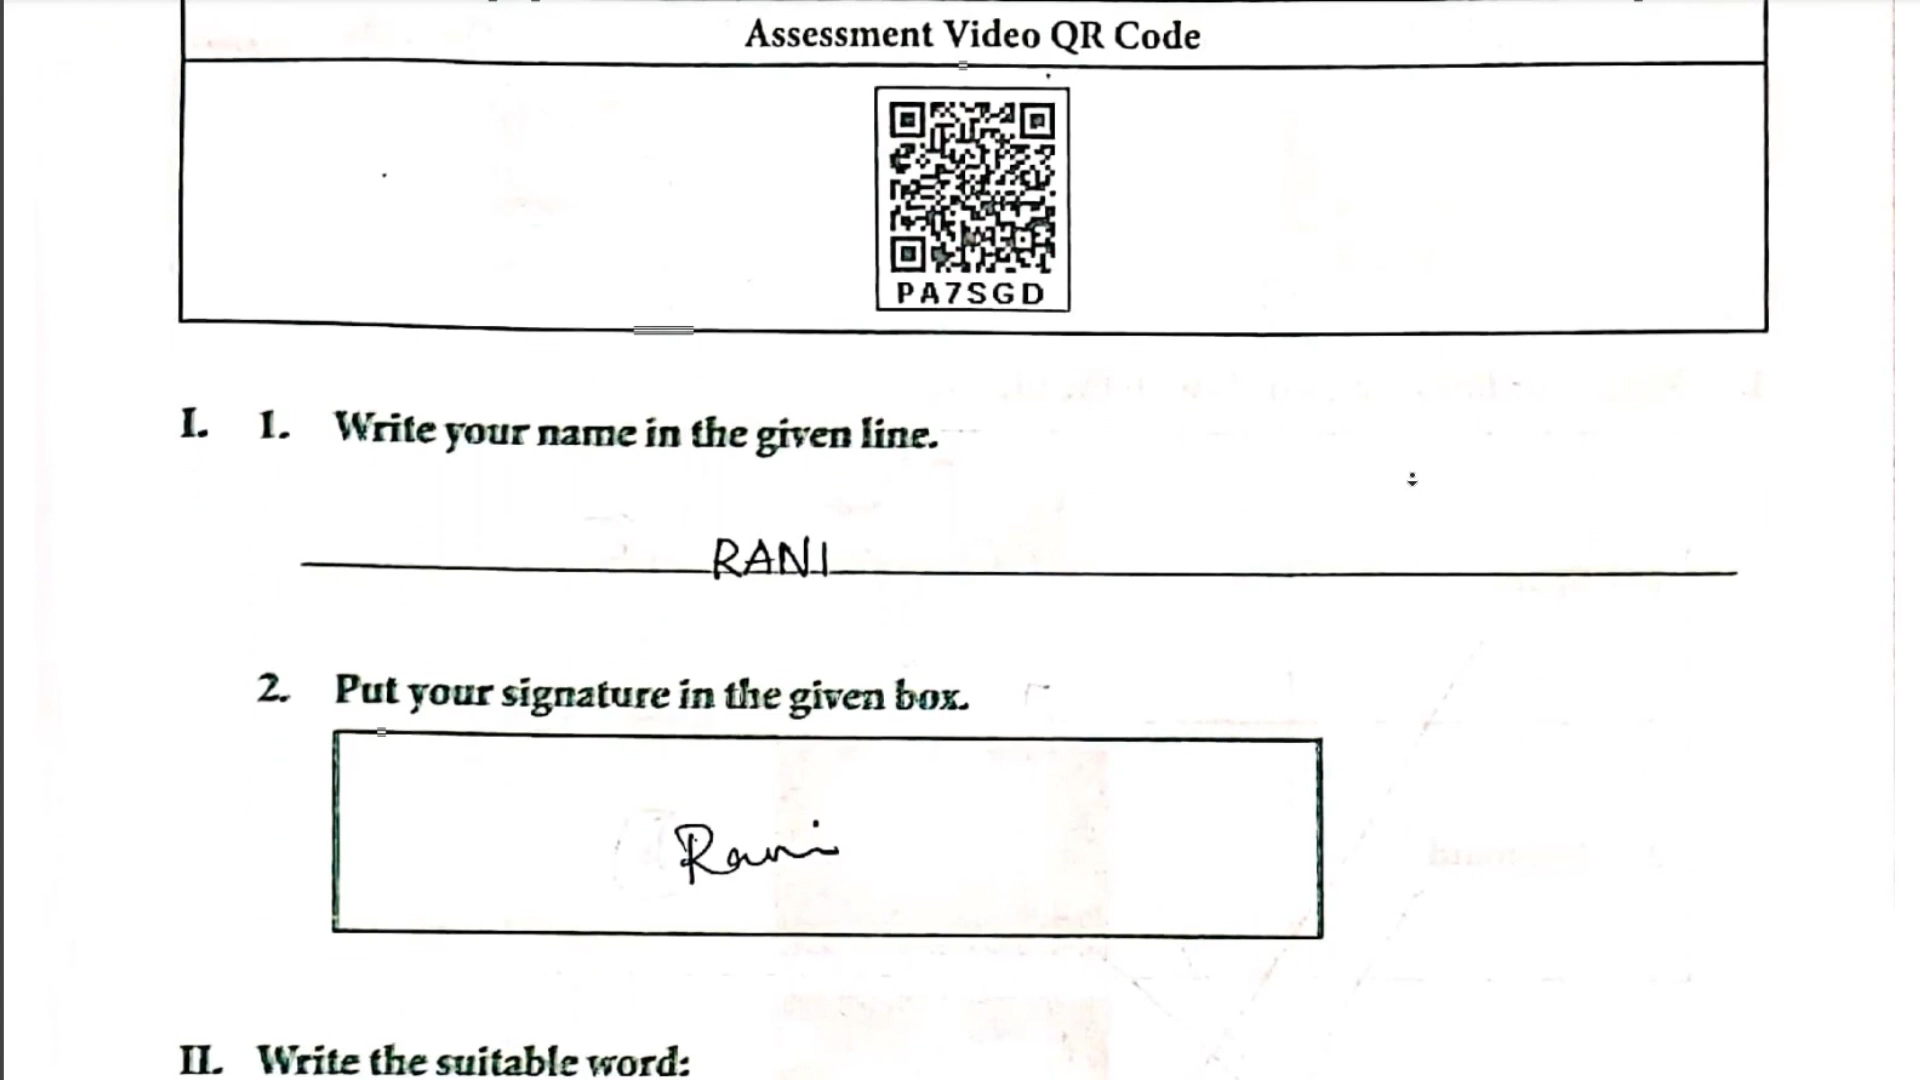 Assessment Video QR Code
PA7SGD
I. 1. Write your name in the given line.
RANI
2. Put your signature in the given box.
Rani
II. Write the suitable word: